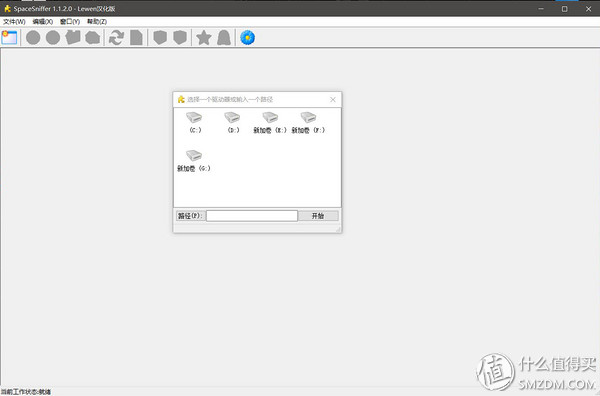 SpaceSniffer 1.1.2.0 - Lewen汉化版
文件(W) 编辑(X) 窗口(Y) 帮助(Z)
选择一个驱动器或输入一个路径
(C:) (D:) 新加卷 (E:) 新加卷 (F:)
新加卷 (G:)
路径(P): 开始
值 什么值得买
SMZDM.COM
当前工作状态:就绪